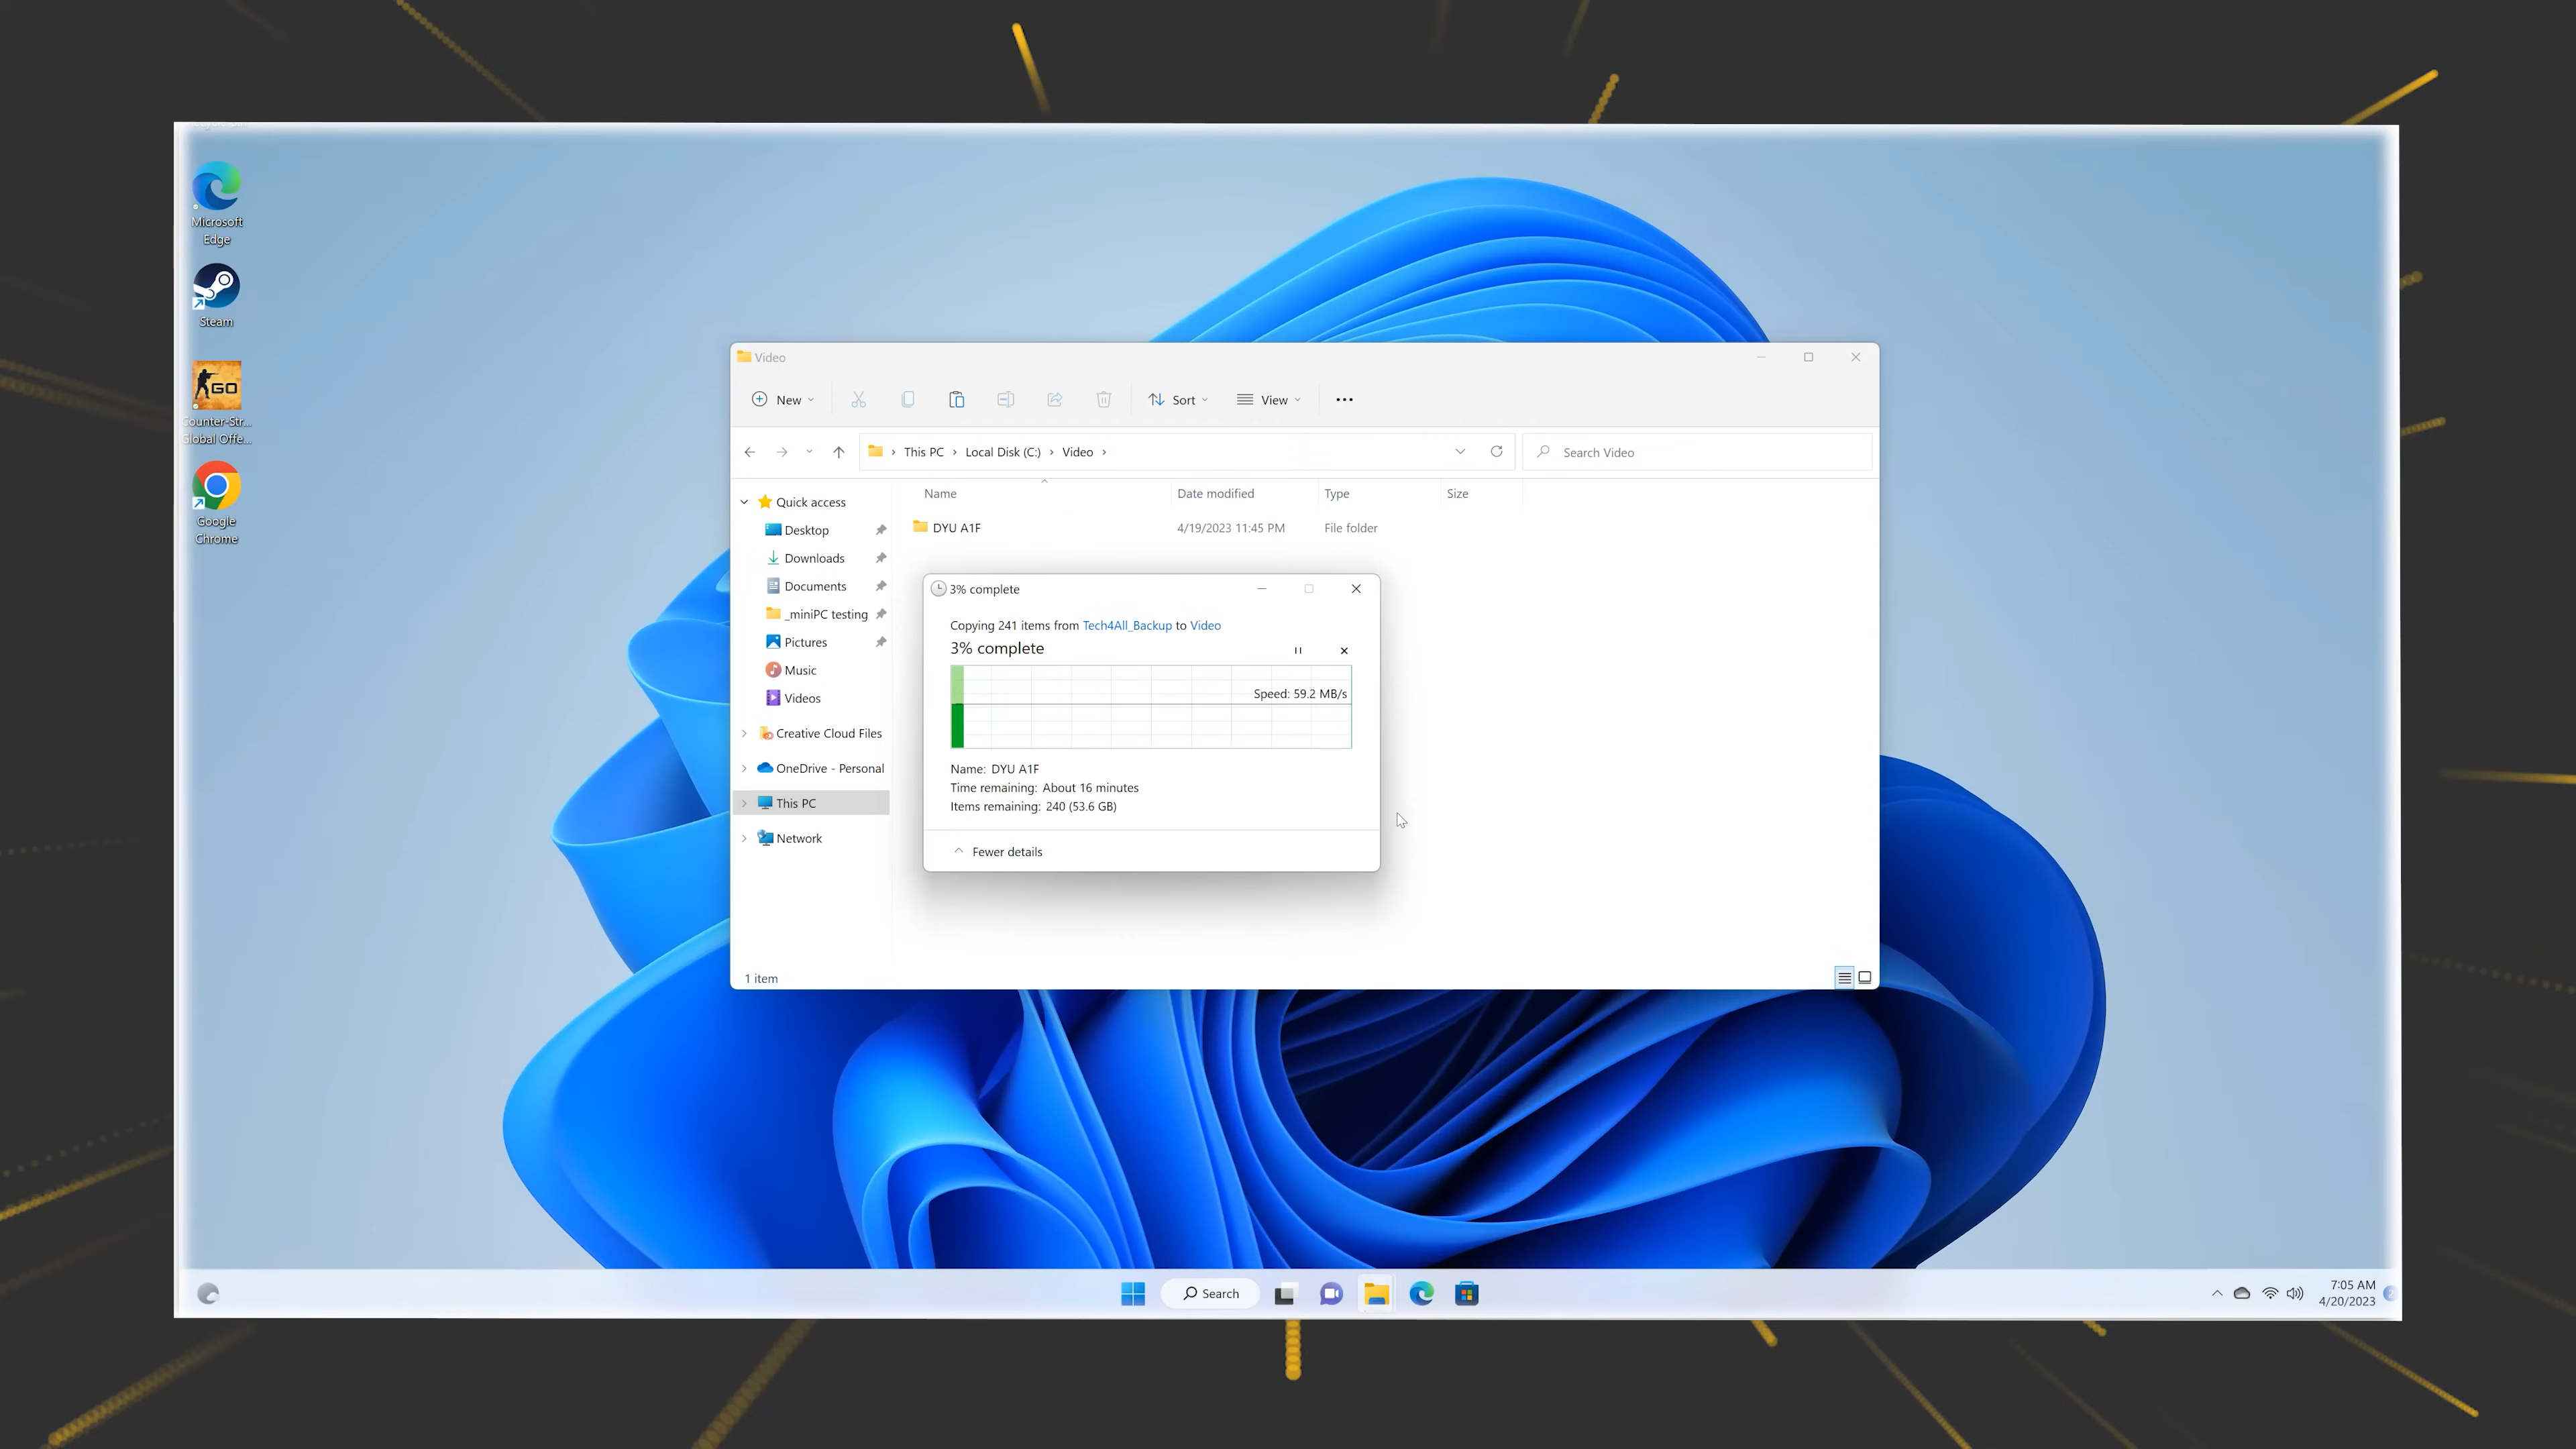 Microsoft
Edge
Steam
GO
Counter-Str...
Global Offe...
Google
Chrome
Video
New
Sort
View
This PC
Local Disk (C:)
Video
Search Video
Quick access
Desktop
Downloads
Documents
_miniPC testing
Pictures
Music
Videos
Creative Cloud Files
OneDrive - Personal
This PC
Network
Name
Date modified
Type
Size
DYU A1F
4/19/2023 11:45 PM
File folder
3% complete
Copying 241 items from Tech4All_Backup to Video
3% complete
Speed: 59.2 MB/s
Name: DYU A1F
Time remaining: About 16 minutes
Items remaining: 240 (53.6 GB)
Fewer details
1 item
Search
7:05 AM
4/20/2023